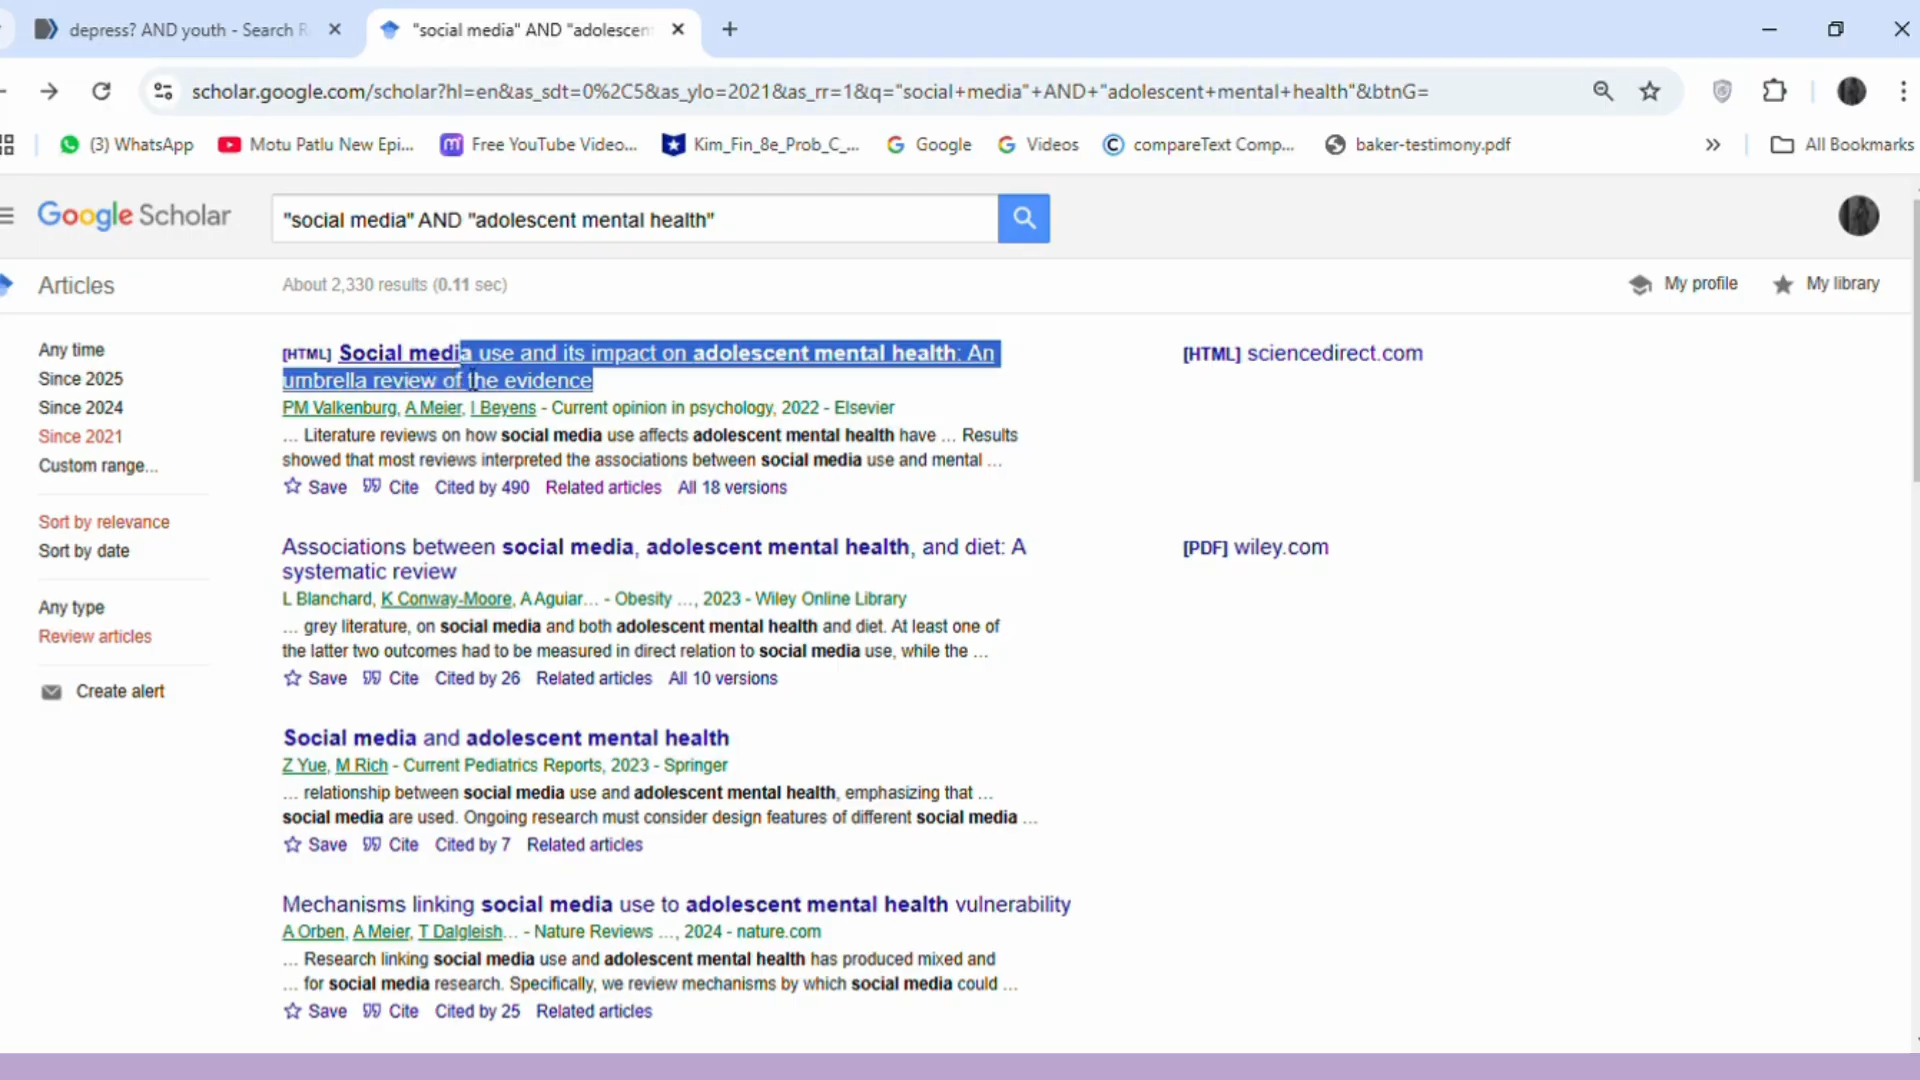 depress? AND youth - Search R
"social media" AND "adolescen
scholar.google.com/scholar?hl=en&as_sdt=0%2C5&as_ylo=2021&as_rr=1&q="social+media"+AND+"adolescent+mental+health"&btnG=
(3) WhatsApp
Motu Patlu New Epi...
Free YouTube Video...
Kim_Fin_8e_Prob_C_...
Google
Videos
compareText Comp...
baker-testimony.pdf
All Bookmarks
Google Scholar
"social media" AND "adolescent mental health"
Articles
About 2,330 results (0.11 sec)
My profile
My library
Any time
Since 2025
Since 2024
Since 2021
Custom range...
Sort by relevance
Sort by date
Any type
Review articles
Create alert
[HTML] Social media use and its impact on adolescent mental health: An
umbrella review of the evidence
PM Valkenburg, A Meier, I Beyens - Current opinion in psychology, 2022 - Elsevier
... Literature reviews on how social media use affects adolescent mental health have ... Results
showed that most reviews interpreted the associations between social media use and mental ...
Save Cite Cited by 490 Related articles All 18 versions
[HTML] sciencedirect.com
Associations between social media, adolescent mental health, and diet: A
systematic review
L Blanchard, K Conway-Moore, A Aguiar... - Obesity ..., 2023 - Wiley Online Library
... grey literature, on social media and both adolescent mental health and diet. At least one of
the latter two outcomes had to be measured in direct relation to social media use, while the ...
Save Cite Cited by 26 Related articles All 10 versions
[PDF] wiley.com
Social media and adolescent mental health
Z Yue, M Rich - Current Pediatrics Reports, 2023 - Springer
... relationship between social media use and adolescent mental health, emphasizing that ...
social media are used. Ongoing research must consider design features of different social media ...
Save Cite Cited by 7 Related articles
Mechanisms linking social media use to adolescent mental health vulnerability
A Orben, A Meier, T Dalgleish... - Nature Reviews ..., 2024 - nature.com
... Research linking social media use and adolescent mental health has produced mixed and
... for social media research. Specifically, we review mechanisms by which social media could ...
Save Cite Cited by 25 Related articles